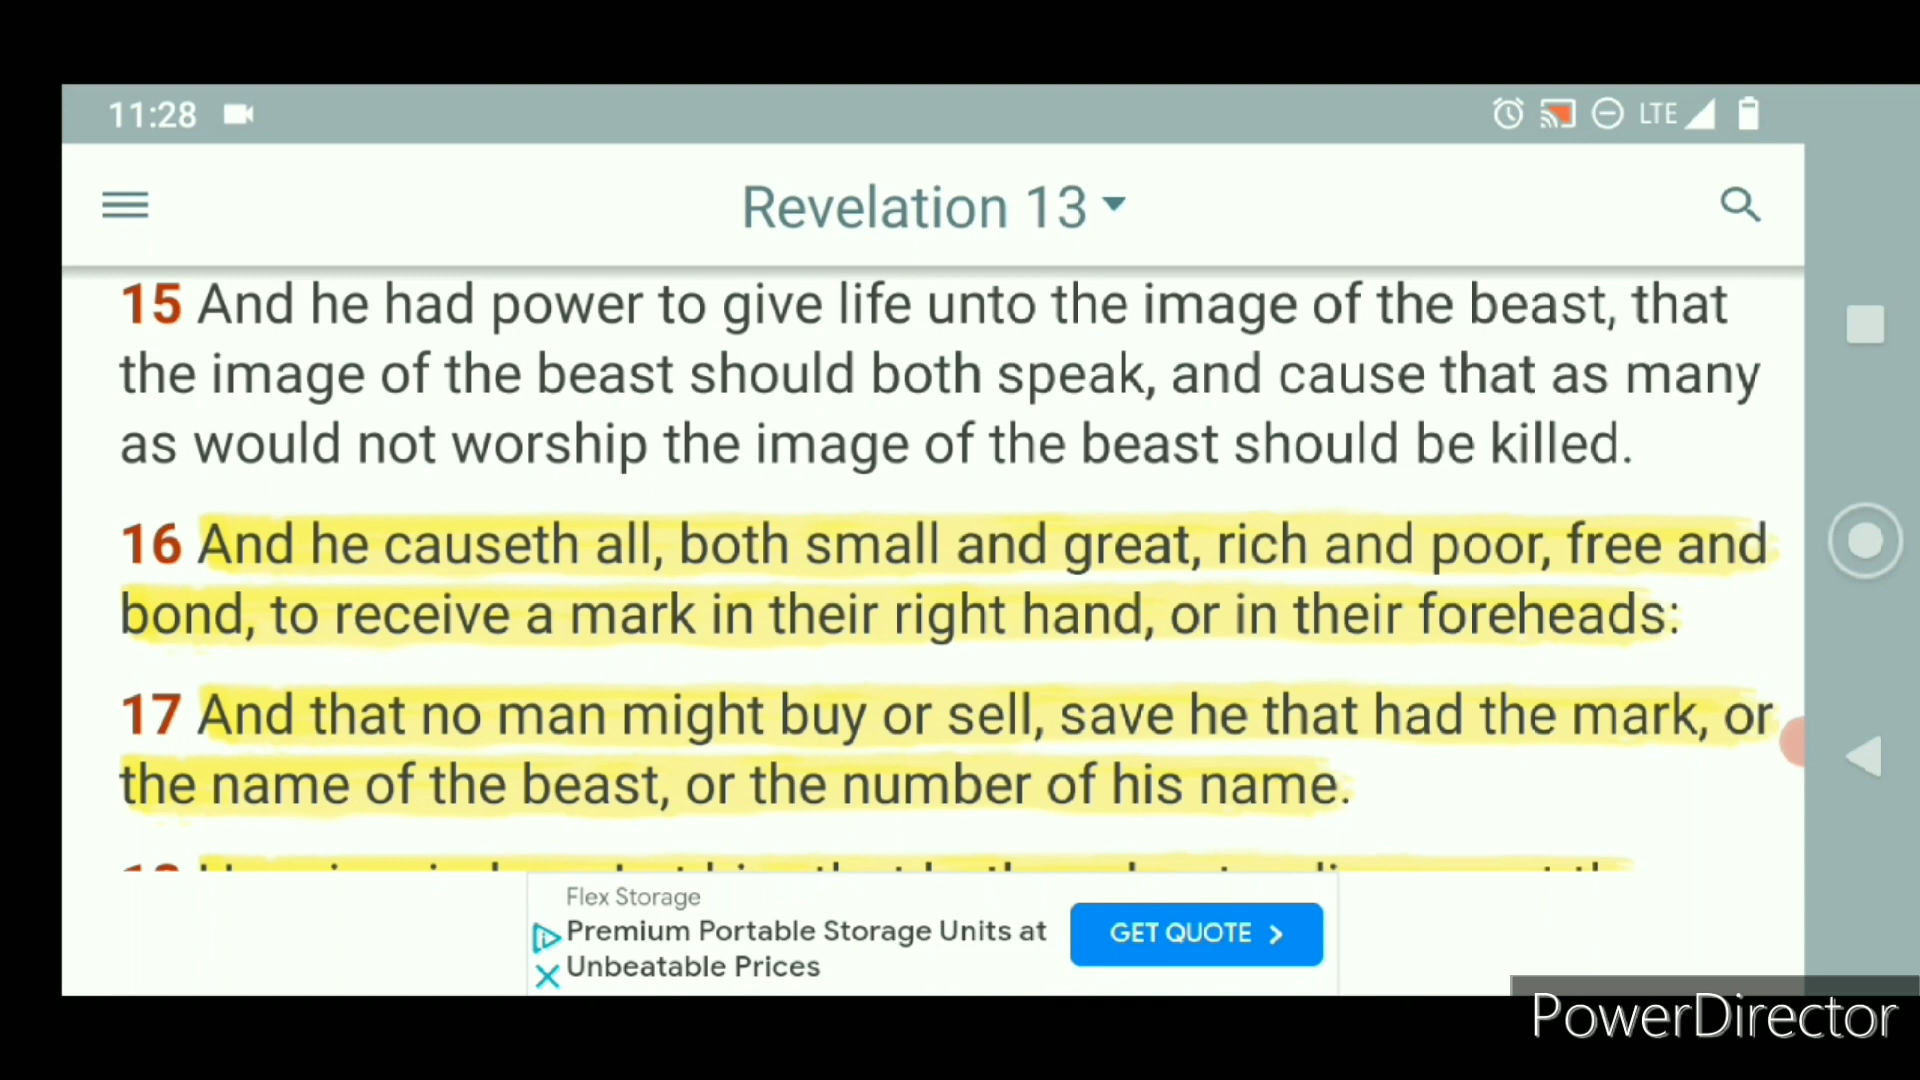 11:28
LTE
Revelation 13
15 And he had power to give life unto the image of the beast, that
the image of the beast should both speak, and cause that as many
as would not worship the image of the beast should be killed.
16 And he causeth all, both small and great, rich and poor, free and
bond, to receive a mark in their right hand, or in their foreheads:
17 And that no man might buy or sell, save he that had the mark, or
the name of the beast, or the number of his name.
Flex Storage
Premium Portable Storage Units at
Unbeatable Prices
GET QUOTE
PowerDirector